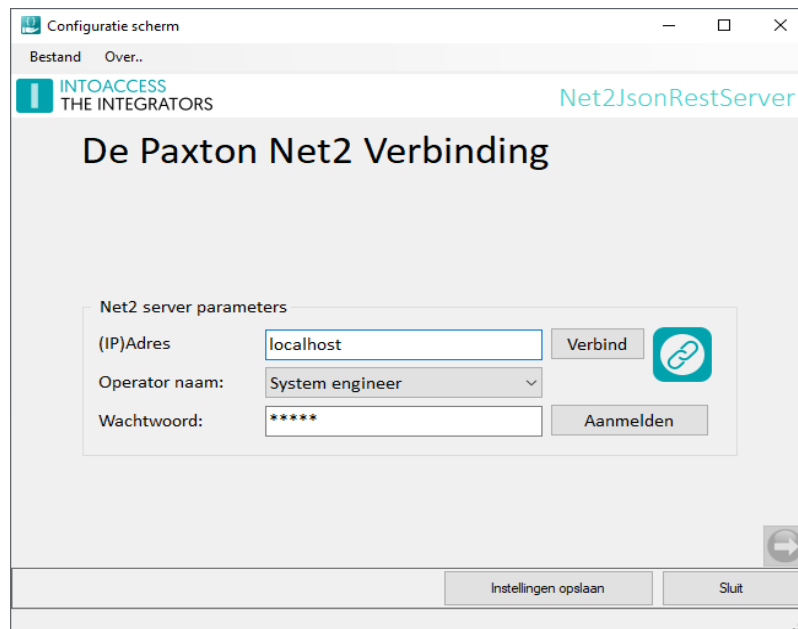 Configuratie scherm
Bestand Over..
INTOACCESS
THE INTEGRATORS
Net2JsonRestServer
De Paxton Net2 Verbinding
Net2 server parameters
(IP)Adres localhost Verbind
Operator naam: System engineer
Wachtwoord: ***** Aanmelden
Instellingen opslaan Sluit